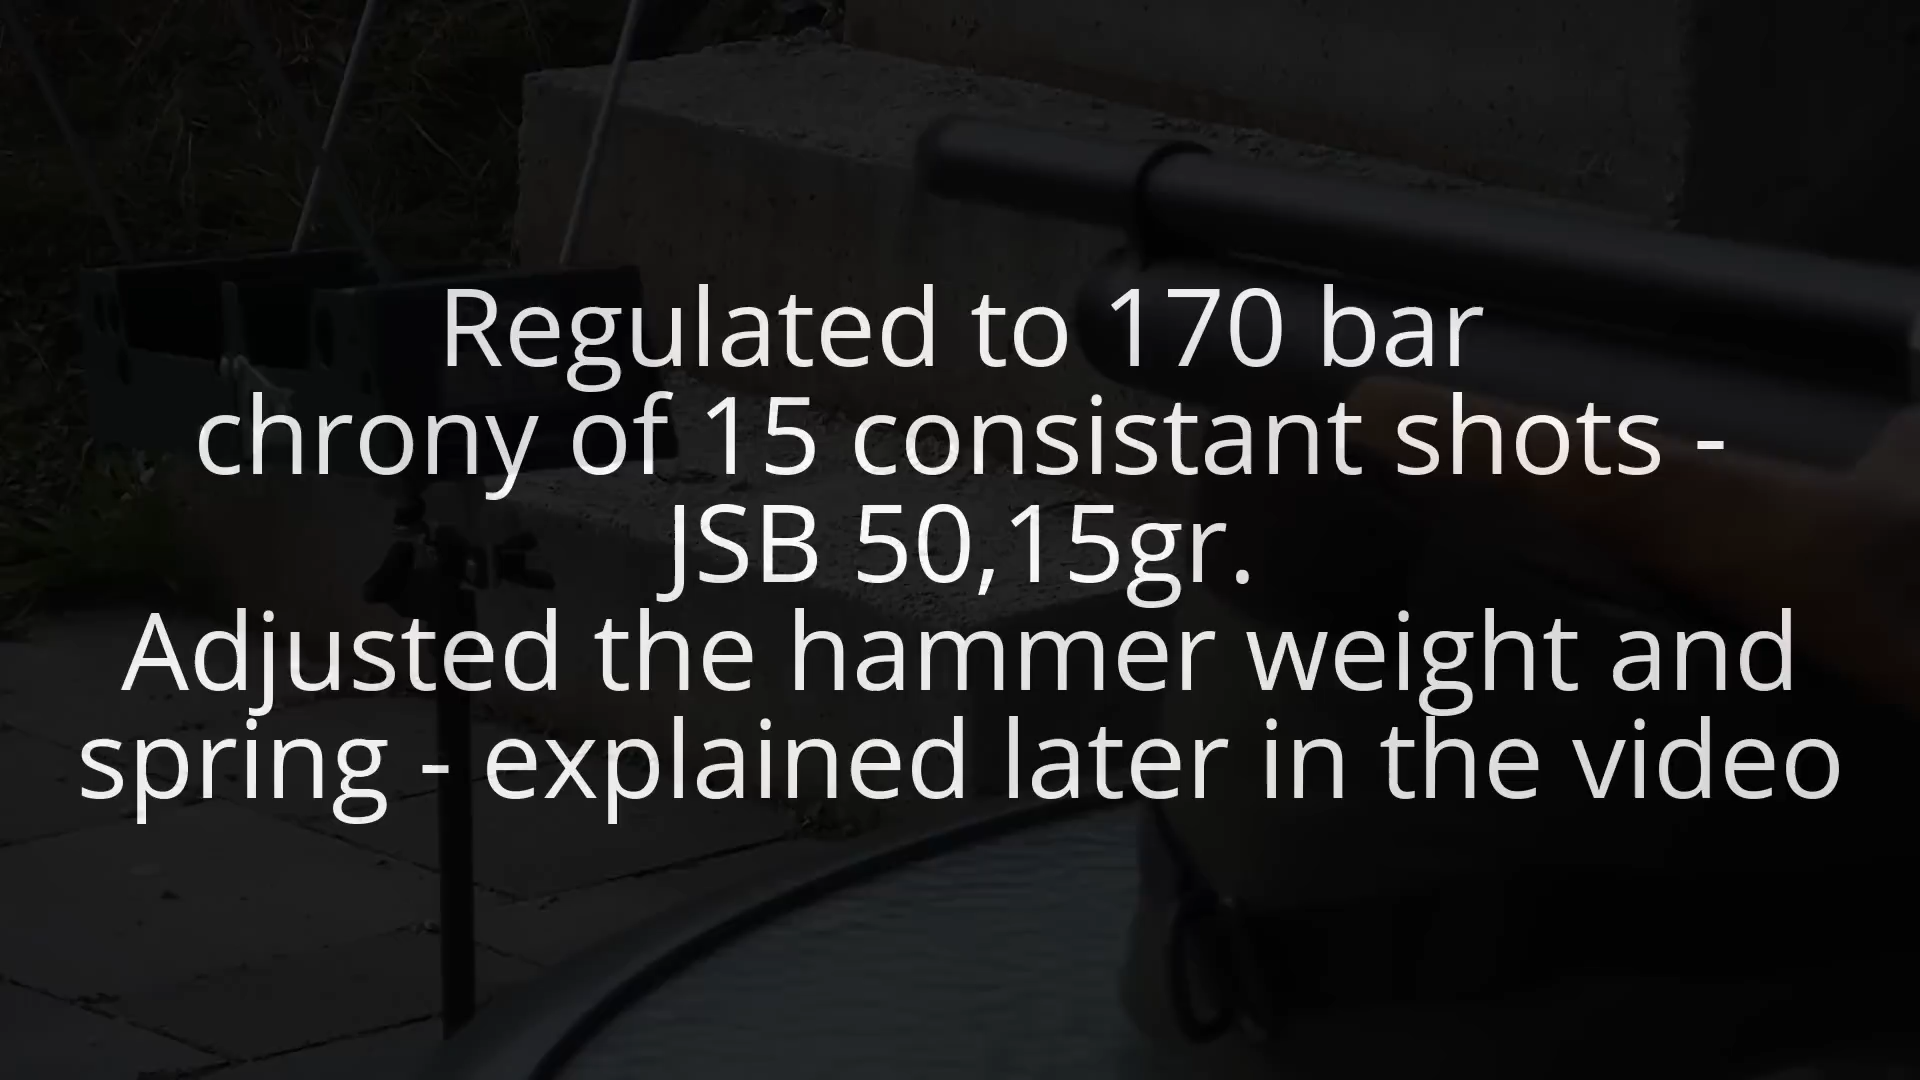 Regulated to 170 bar
chrony of 15 consistant shots -
JSB 50,15gr.
Adjusted the hammer weight and
spring - explained later in the video